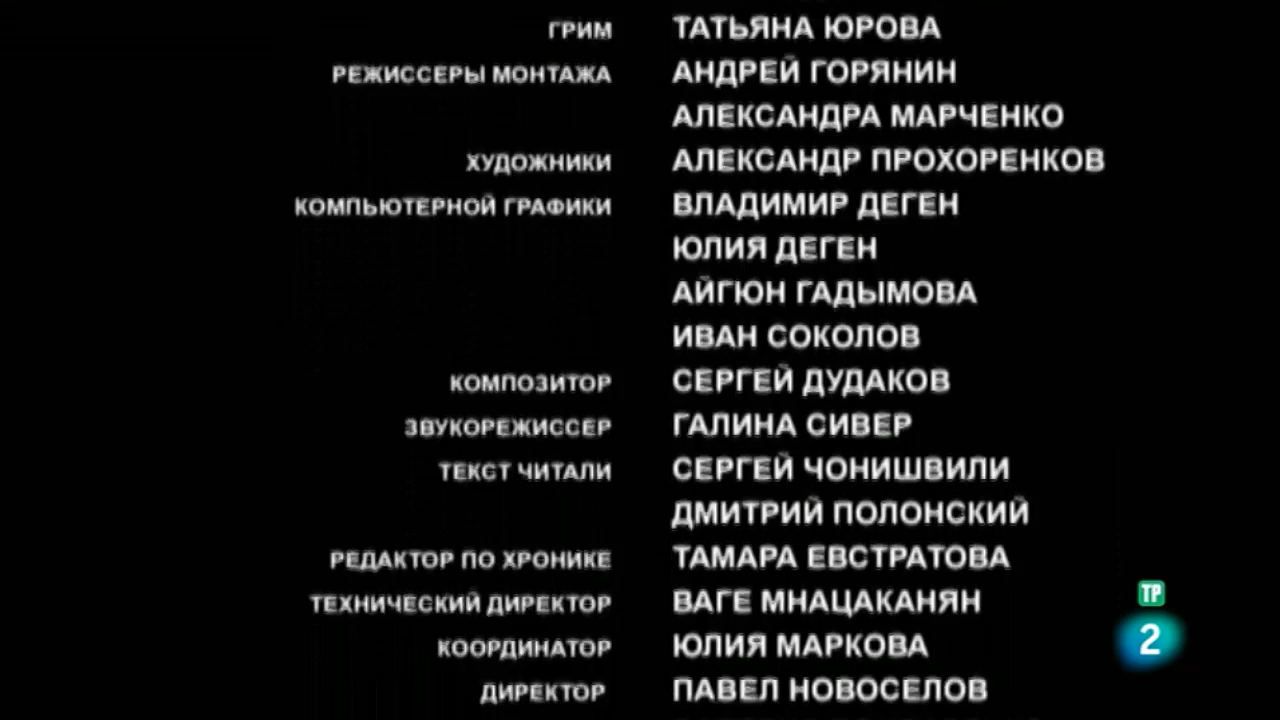 ГРИМ ТАТЬЯНА ЮРОВА
РЕЖИССЕРЫ МОНТАЖА АНДРЕЙ ГОРЯНИН
АЛЕКСАНДРА МАРЧЕНКО
ХУДОЖНИКИ АЛЕКСАНДР ПРОХОРЕНКОВ
КОМПЬЮТЕРНОЙ ГРАФИКИ ВЛАДИМИР ДЕГЕН
ЮЛИЯ ДЕГЕН
АЙГЮН ГАДЫМОВА
ИВАН СОКОЛОВ
КОМПОЗИТОР СЕРГЕЙ ДУДАКОВ
ЗВУКОРЕЖИССЕР ГАЛИНА СИВЕР
ТЕКСТ ЧИТАЛИ СЕРГЕЙ ЧОНИШВИЛИ
ДМИТРИЙ ПОЛОНСКИЙ
РЕДАКТОР ПО ХРОНИКЕ ТАМАРА ЕВСТРАТОВА
ТЕХНИЧЕСКИЙ ДИРЕКТОР ВАГЕ МНАЦАКАНЯН
КООРДИНАТОР ЮЛИЯ МАРКОВА
ДИРЕКТОР ПАВЕЛ НОВОСЕЛОВ
TP
2